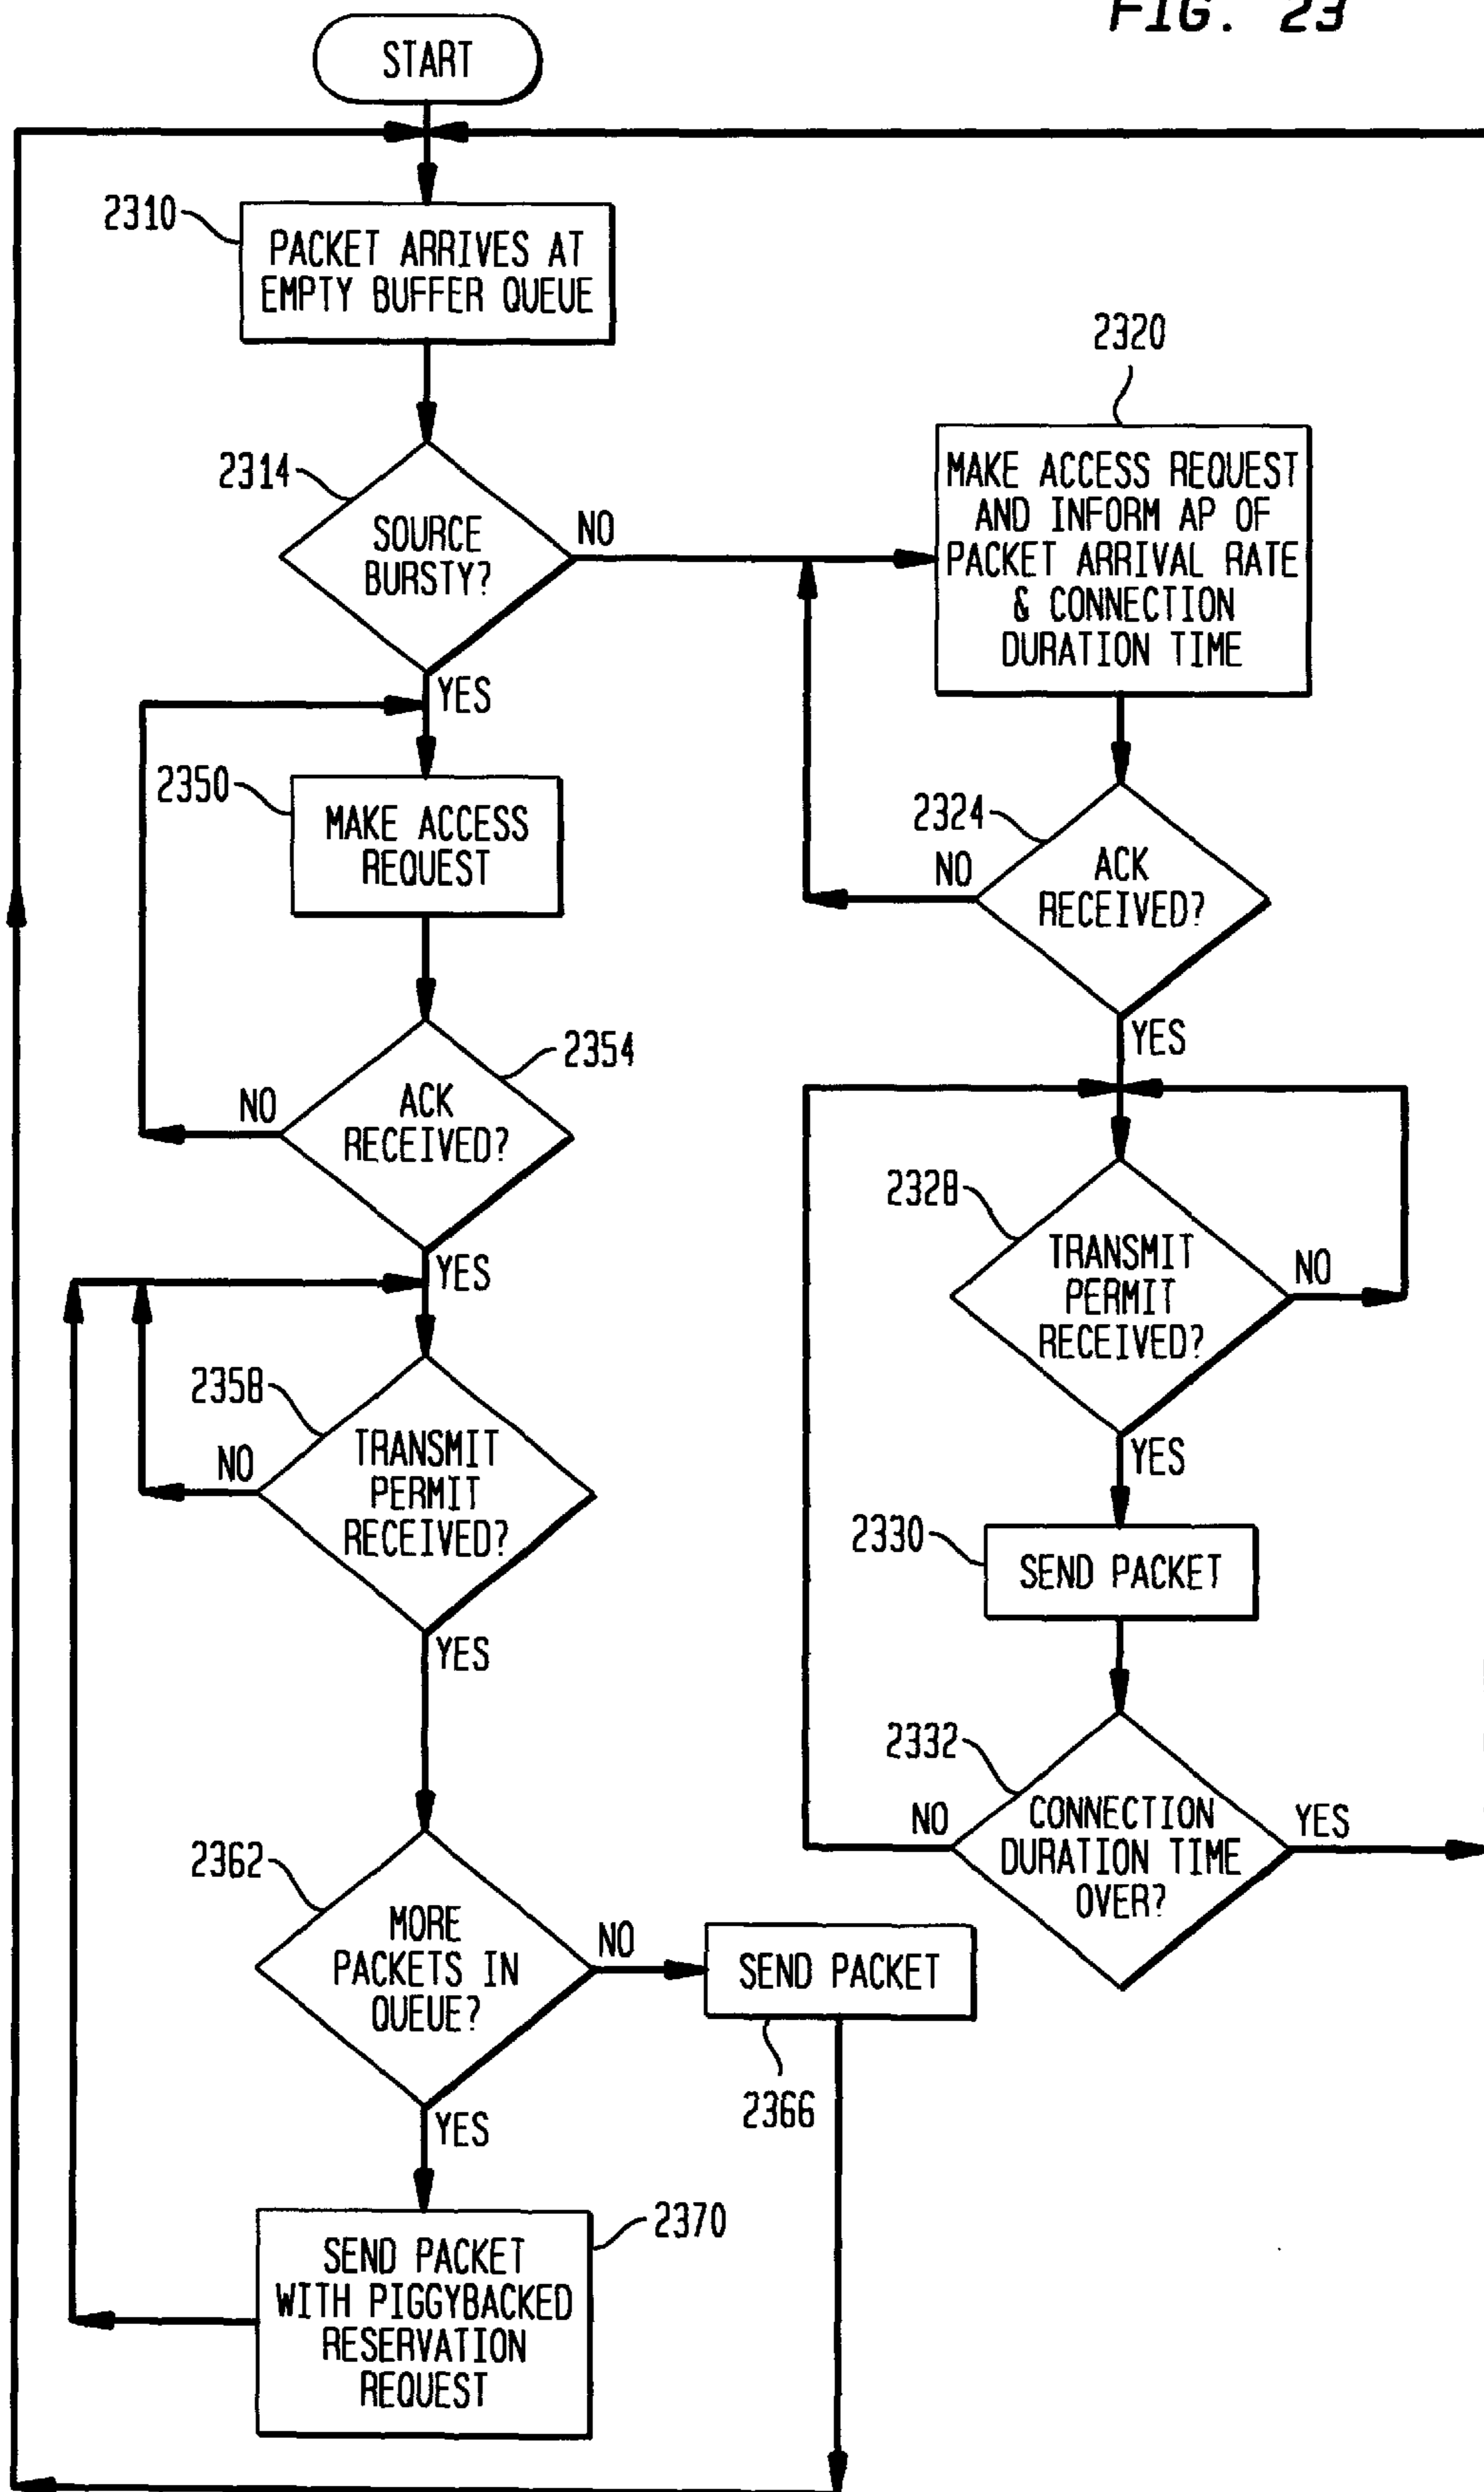 FIG. 23
START
2310
PACKET ARRIVES AT
EMPTY BUFFER QUEUE
2314
SOURCE
BURSTY?
NO
YES
2320
MAKE ACCESS REQUEST
AND INFORM AP OF
PACKET ARRIVAL RATE
& CONNECTION
DURATION TIME
2350
MAKE ACCESS
REQUEST
2324
ACK
RECEIVED?
NO
YES
2354
ACK
RECEIVED?
NO
YES
2328
TRANSMIT
PERMIT
RECEIVED?
NO
YES
2358
TRANSMIT
PERMIT
RECEIVED?
NO
YES
2330
SEND PACKET
2332
CONNECTION
DURATION TIME
OVER?
NO
YES
2362
MORE
PACKETS IN
QUEUE?
NO
YES
SEND PACKET
2366
2370
SEND PACKET
WITH PIGGYBACKED
RESERVATION
REQUEST